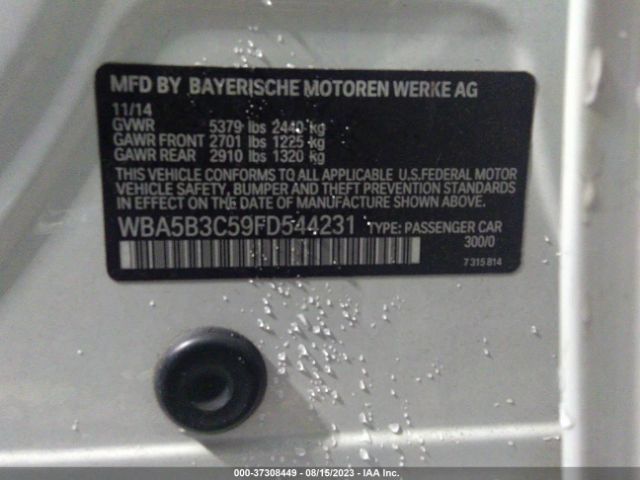 MFD BY BAYERISCHE MOTOREN WERKE AG
11/14
GVWR 5379 lbs 2440 kg
GAWR FRONT 2701 lbs 1225 kg
GAWR REAR 2910 lbs 1320 kg
THIS VEHICLE CONFORMS TO ALL APPLICABLE U.S.FEDERAL MOTOR
VEHICLE SAFETY, BUMPER AND THEFT PREVENTION STANDARDS
IN EFFECT ON THE DATE OF MANUFACTURE SHOWN ABOVE.
WBA5B3C59FD544231 TYPE: PASSENGER CAR
300/0
7 315 814
000-37308449 - 08/15/2023 - IAA Inc.